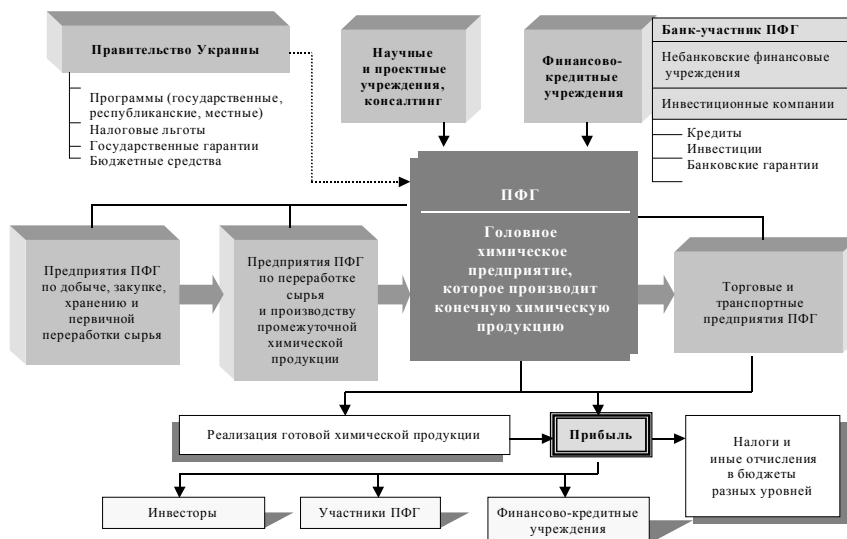 Правительство Украины
Программы (государственные,
республиканские, местные)
Налоговые льготы
Государственные гарантии
Бюджетные средства
Научные
и проектные
учреждения,
консалтинг
Финансово-
кредитные
учреждения
Банк-участник ПФГ
Небанковские финансовые
учреждения
Инвестиционные компании
Кредиты
Инвестиции
Банковские гарантии
ПФГ
Головное
химическое
предприятие,
которое производит
конечную химическую
продукцию
Предприятия ПФГ
по добыче, закупке,
хранению и
первичной
переработки сырья
Предприятия ПФГ
по переработке
сырья
и производству
промежуточной
химической
продукции
Торговые и
транспортные
предприятия ПФГ
Реализация готовой химической продукции
Прибыль
Налоги и
иные отчисления
в бюджеты
разных уровней
Инвесторы
Участники ПФГ
Финансово-кредитные
учреждения